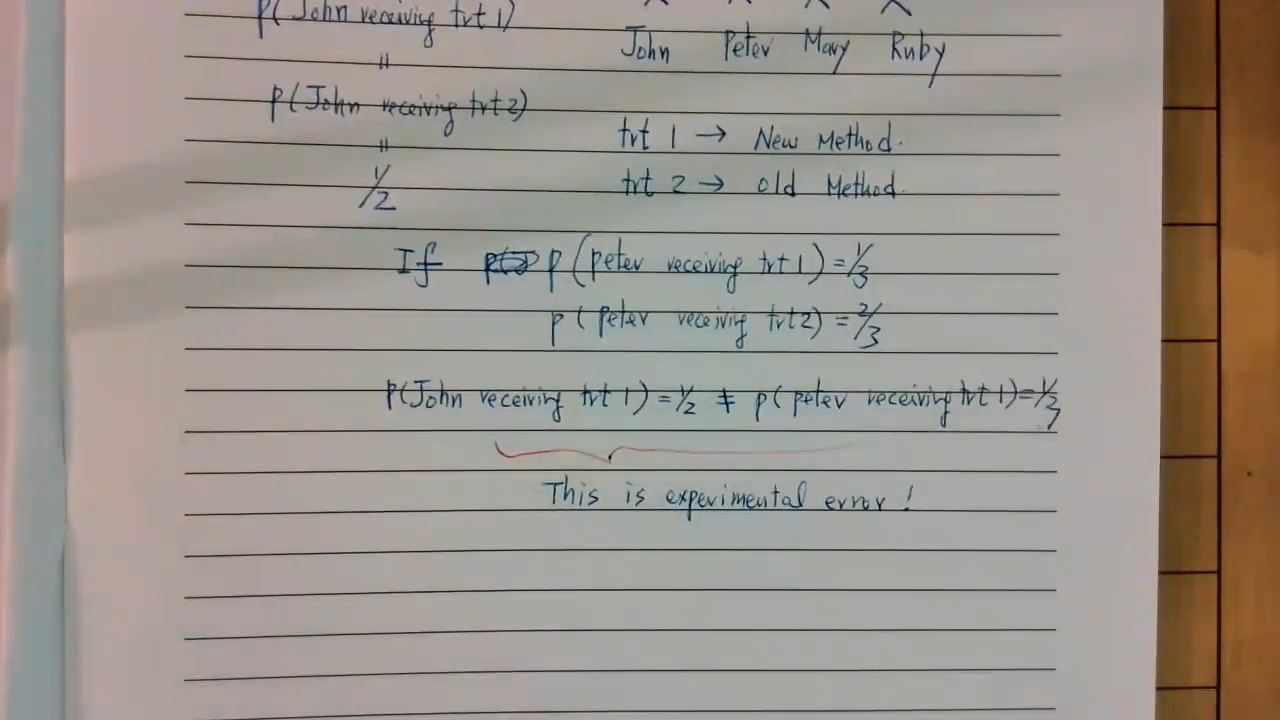 P(John receiving trt 1)
John Peter Mary Ruby
=
P(John receiving trt 2)
trt 1 → New Method.
=
1/2
trt 2 → old Method.
If P(peter receiving trt 1) = 1/3
P(peter receiving trt 2) = 2/3
P(John receiving trt 1) = 1/2 ≠ P(peter receiving trt 1) = 1/3
This is experimental error!